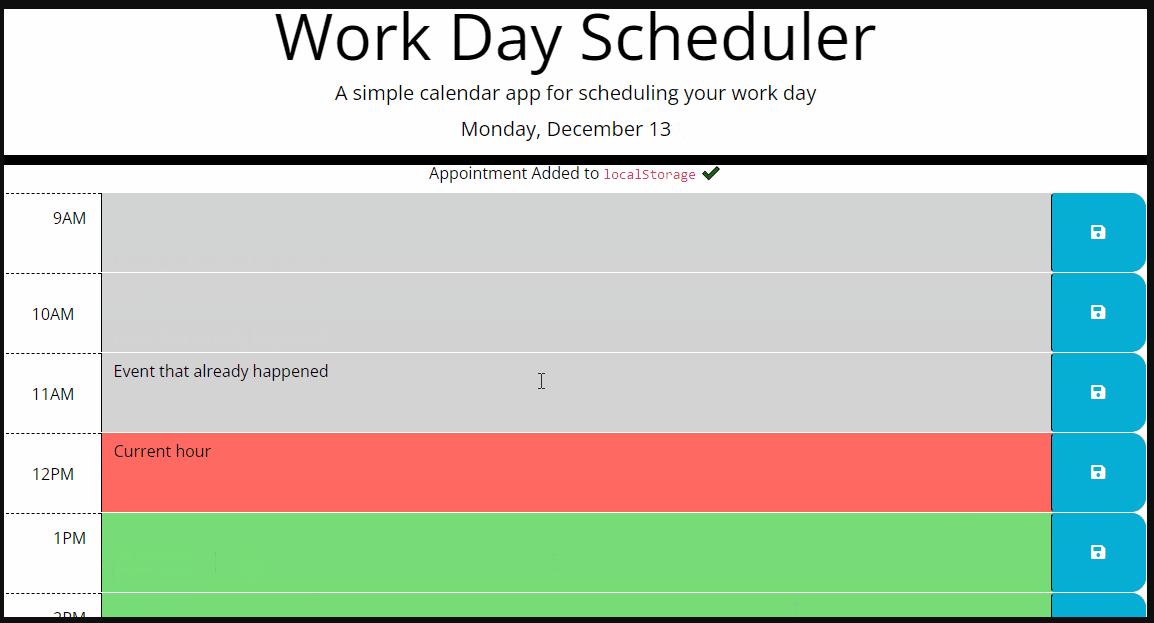 Work Day Scheduler
A simple calendar app for scheduling your work day
Monday, December 13
Appointment Added to localStorage ✔
9AM
10AM
11AM
Event that already happened
12PM
Current hour
1PM
2PM